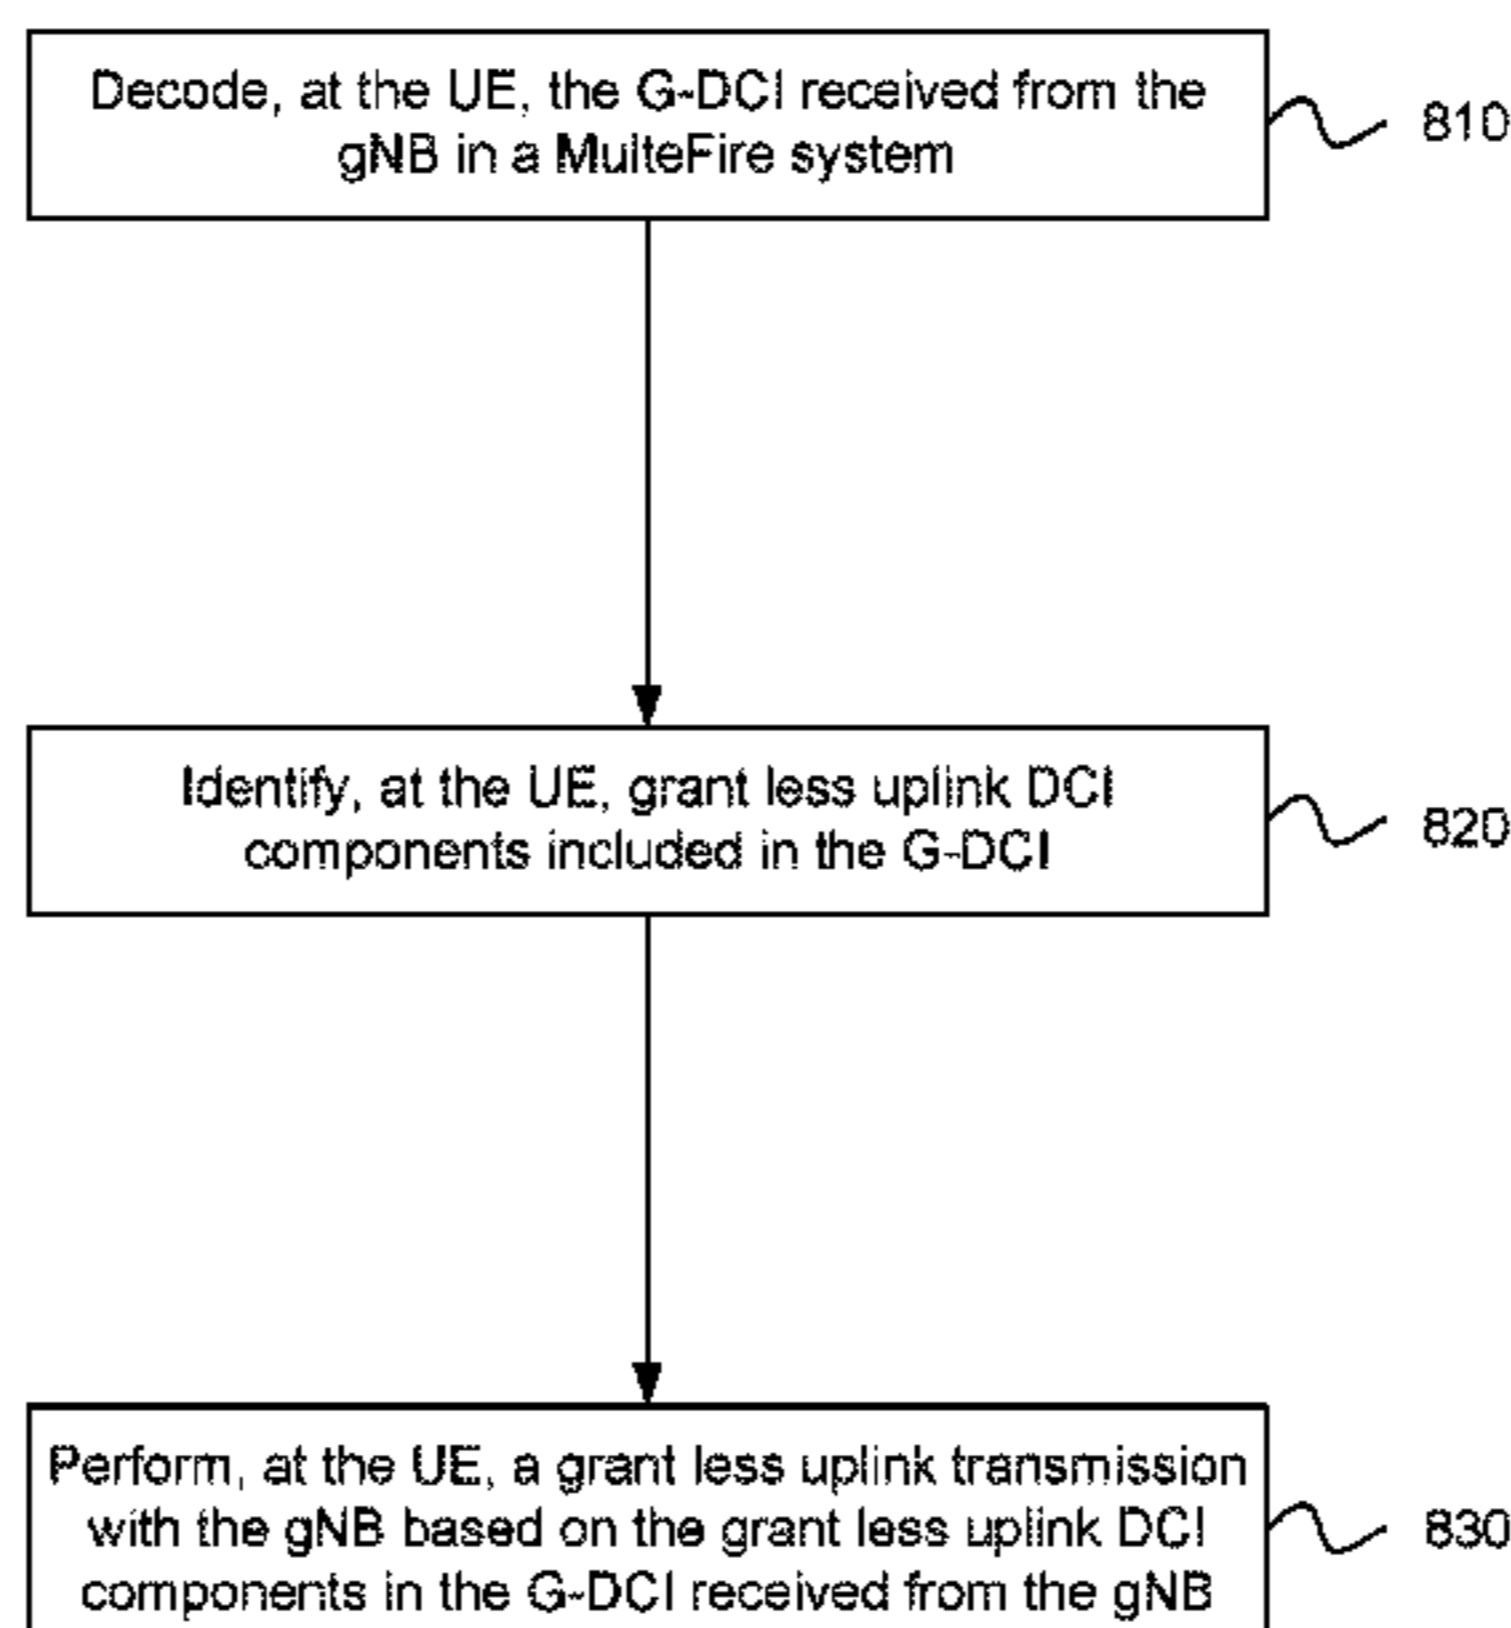 Decode, at the UE, the G-DCI received from the
gNB in a MulteFire system
810
Identify, at the UE, grant less uplink DCI
components included in the G-DCI
820
Perform, at the UE, a grant less uplink transmission
with the gNB based on the grant less uplink DCI
components in the G-DCI received from the gNB
830